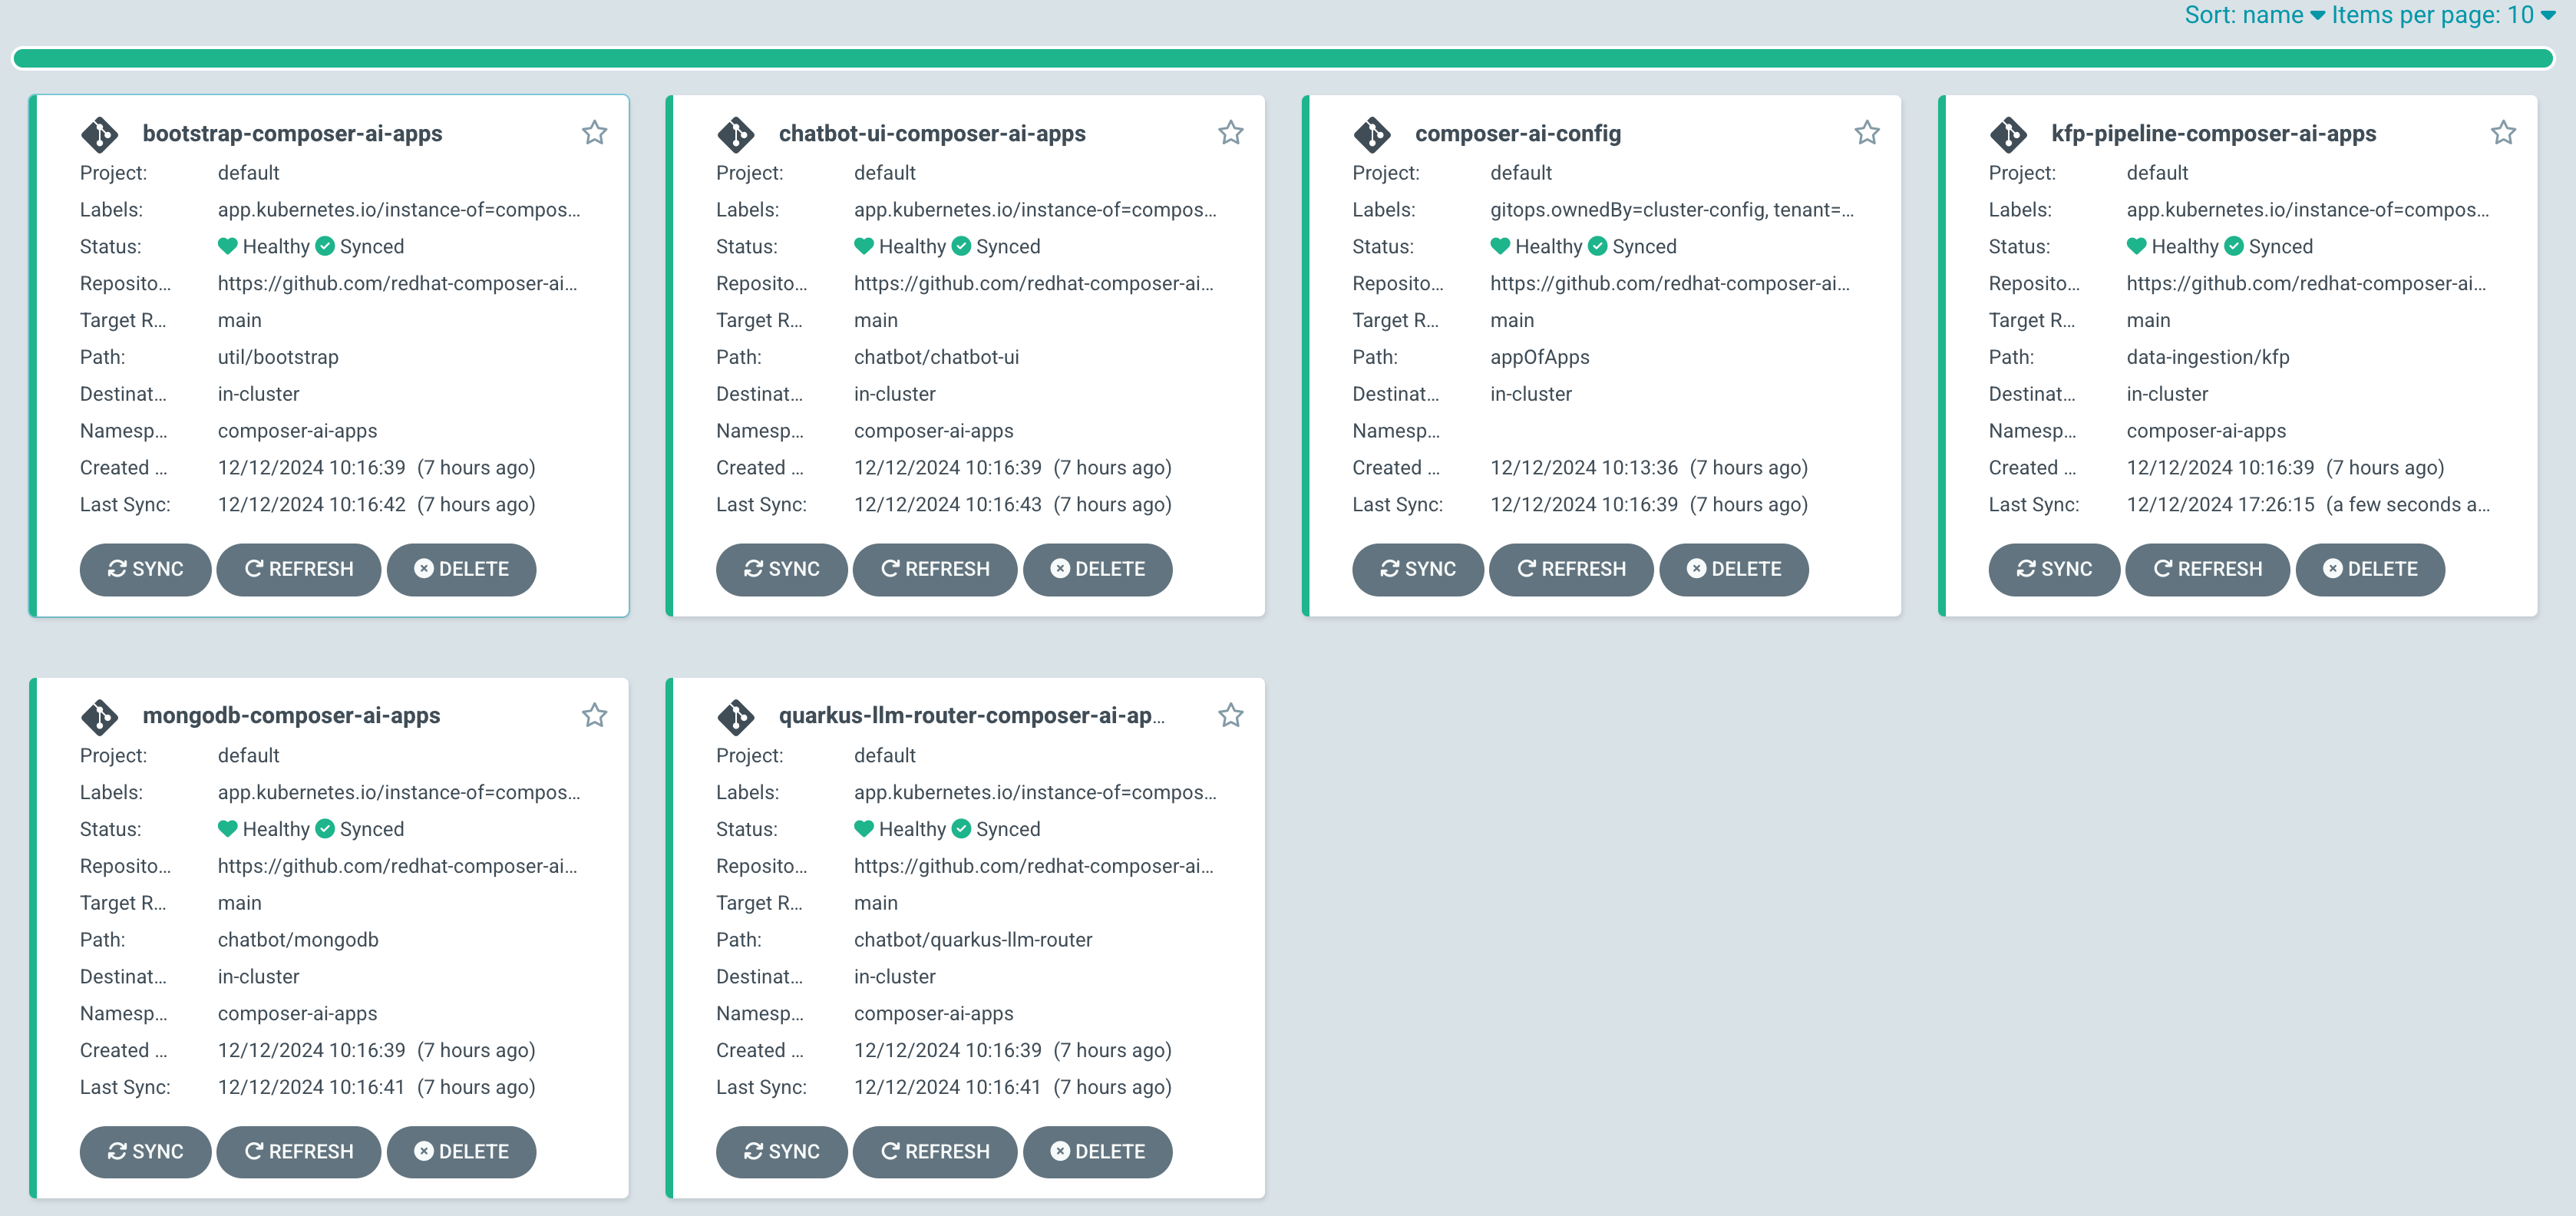 Sort: name Items per page: 10
bootstrap-composer-ai-apps
Project: default
Labels: app.kubernetes.io/instance-of=compos...
Status: Healthy Synced
Reposito... https://github.com/redhat-composer-ai...
Target R... main
Path: util/bootstrap
Destinat... in-cluster
Namesp... composer-ai-apps
Created ... 12/12/2024 10:16:39 (7 hours ago)
Last Sync: 12/12/2024 10:16:42 (7 hours ago)
SYNC REFRESH DELETE
chatbot-ui-composer-ai-apps
Project: default
Labels: app.kubernetes.io/instance-of=compos...
Status: Healthy Synced
Reposito... https://github.com/redhat-composer-ai...
Target R... main
Path: chatbot/chatbot-ui
Destinat... in-cluster
Namesp... composer-ai-apps
Created ... 12/12/2024 10:16:39 (7 hours ago)
Last Sync: 12/12/2024 10:16:43 (7 hours ago)
SYNC REFRESH DELETE
composer-ai-config
Project: default
Labels: gitops.ownedBy=cluster-config, tenant=...
Status: Healthy Synced
Reposito... https://github.com/redhat-composer-ai...
Target R... main
Path: appOfApps
Destinat... in-cluster
Namesp...
Created ... 12/12/2024 10:13:36 (7 hours ago)
Last Sync: 12/12/2024 10:16:39 (7 hours ago)
SYNC REFRESH DELETE
kfp-pipeline-composer-ai-apps
Project: default
Labels: app.kubernetes.io/instance-of=compos...
Status: Healthy Synced
Reposito... https://github.com/redhat-composer-ai...
Target R... main
Path: data-ingestion/kfp
Destinat... in-cluster
Namesp... composer-ai-apps
Created ... 12/12/2024 10:16:39 (7 hours ago)
Last Sync: 12/12/2024 17:26:15 (a few seconds a...
SYNC REFRESH DELETE
mongodb-composer-ai-apps
Project: default
Labels: app.kubernetes.io/instance-of=compos...
Status: Healthy Synced
Reposito... https://github.com/redhat-composer-ai...
Target R... main
Path: chatbot/mongodb
Destinat... in-cluster
Namesp... composer-ai-apps
Created ... 12/12/2024 10:16:39 (7 hours ago)
Last Sync: 12/12/2024 10:16:41 (7 hours ago)
SYNC REFRESH DELETE
quarkus-llm-router-composer-ai-ap...
Project: default
Labels: app.kubernetes.io/instance-of=compos...
Status: Healthy Synced
Reposito... https://github.com/redhat-composer-ai...
Target R... main
Path: chatbot/quarkus-llm-router
Destinat... in-cluster
Namesp... composer-ai-apps
Created ... 12/12/2024 10:16:39 (7 hours ago)
Last Sync: 12/12/2024 10:16:41 (7 hours ago)
SYNC REFRESH DELETE